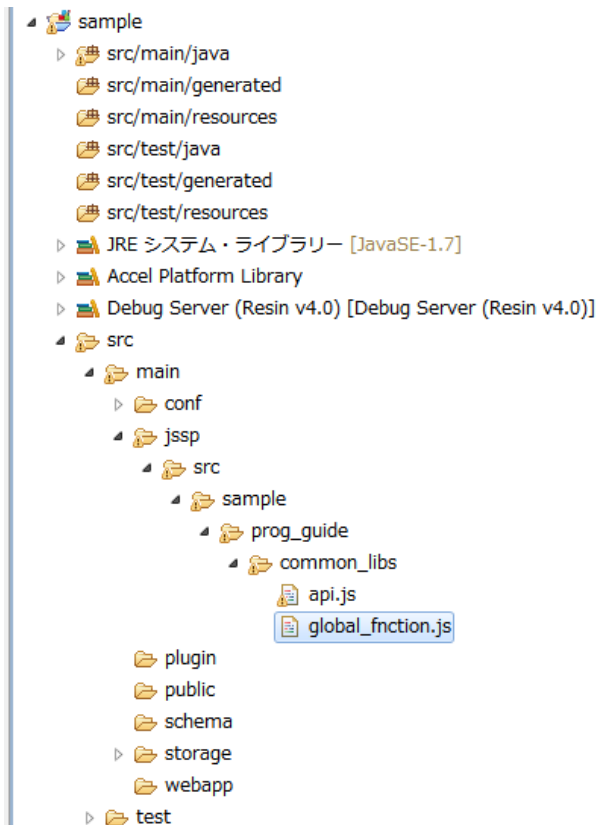 sample
src/main/java
src/main/generated
src/main/resources
src/test/java
src/test/generated
src/test/resources
JRE システム・ライブラリー [JavaSE-1.7]
Accel Platform Library
Debug Server (Resin v4.0) [Debug Server (Resin v4.0)]
src
main
conf
jssp
src
sample
prog_guide
common_libs
api.js
global_fnction.js
plugin
public
schema
storage
webapp
test